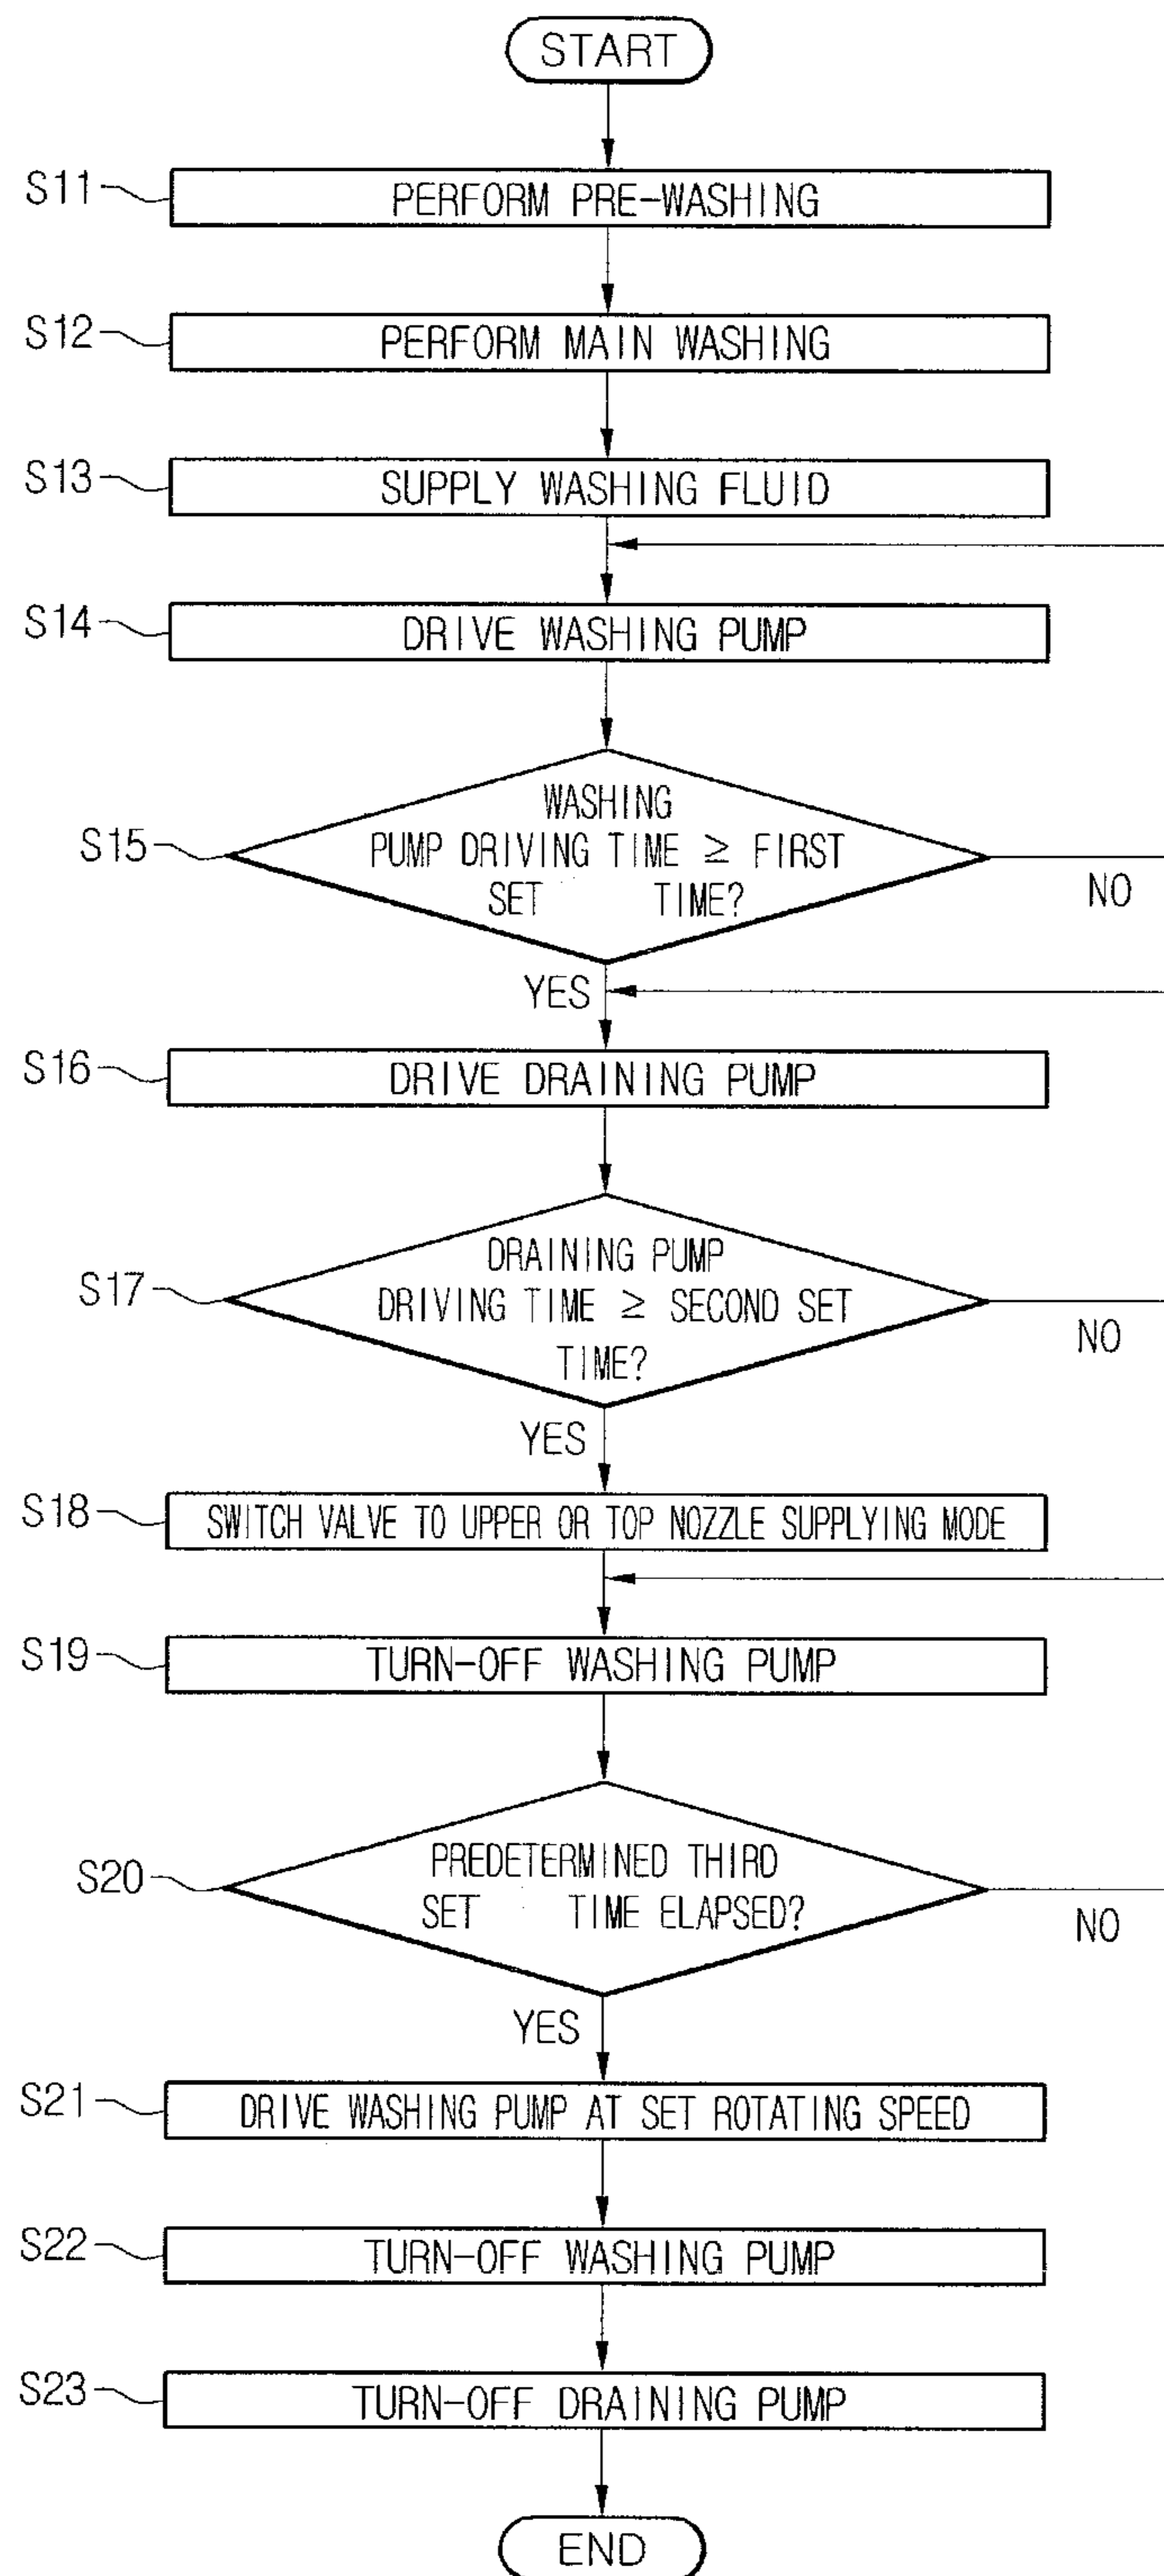 START
S11
PERFORM PRE-WASHING
S12
PERFORM MAIN WASHING
S13
SUPPLY WASHING FLUID
S14
DRIVE WASHING PUMP
S15
WASHING
PUMP DRIVING TIME ≥ FIRST
SET TIME?
NO
YES
S16
DRIVE DRAINING PUMP
S17
DRAINING PUMP
DRIVING TIME ≥ SECOND SET
TIME?
NO
YES
S18
SWITCH VALVE TO UPPER OR TOP NOZZLE SUPPLYING MODE
S19
TURN-OFF WASHING PUMP
S20
PREDETERMINED THIRD
SET TIME ELAPSED?
NO
YES
S21
DRIVE WASHING PUMP AT SET ROTATING SPEED
S22
TURN-OFF WASHING PUMP
S23
TURN-OFF DRAINING PUMP
END